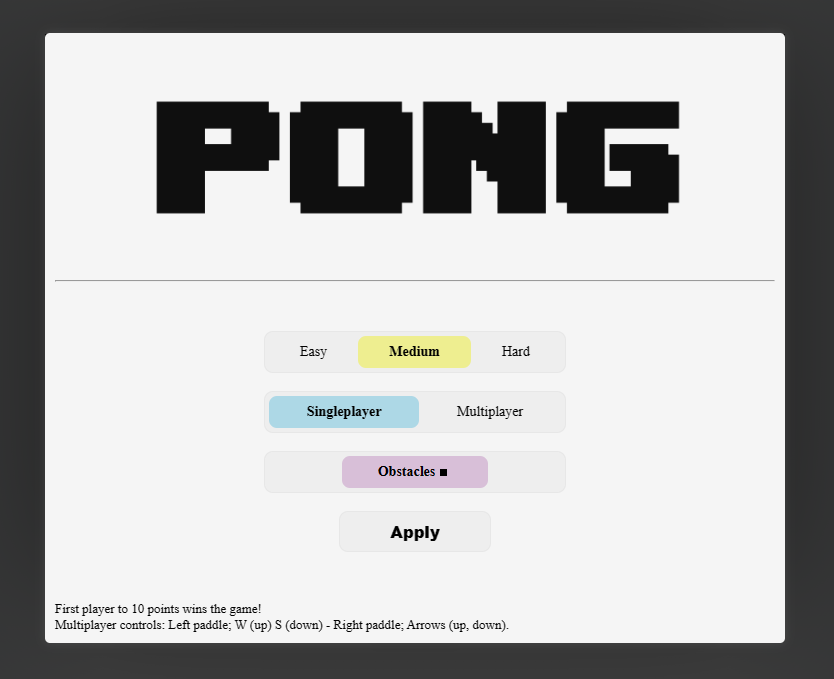 PONG
Easy Medium Hard
Singleplayer Multiplayer
Obstacles ■
Apply
First player to 10 points wins the game!
Multiplayer controls: Left paddle; W (up) S (down) - Right paddle; Arrows (up, down).